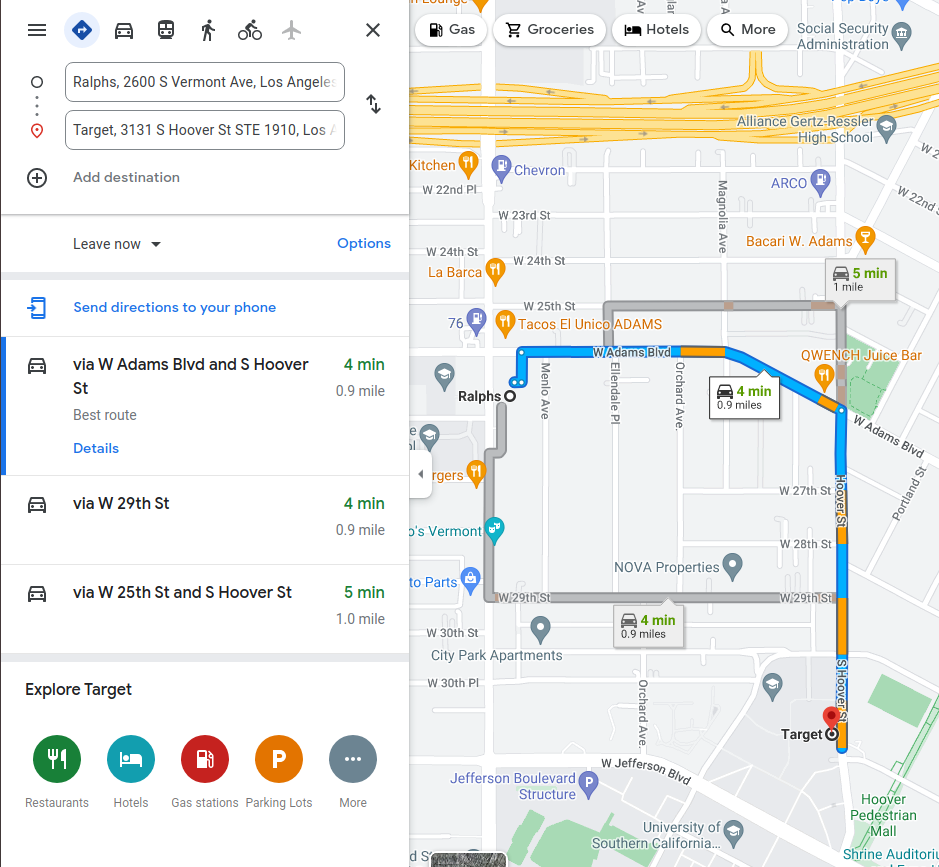 Ralphs, 2600 S Vermont Ave, Los Angeles
Target, 3131 S Hoover St STE 1910, Los A
Add destination
Leave now
Options
Send directions to your phone
via W Adams Blvd and S Hoover
St
4 min
0.9 mile
Best route
Details
via W 29th St
4 min
0.9 mile
via W 25th St and S Hoover St
5 min
1.0 mile
Explore Target
Restaurants
Hotels
P
Gas stations
Parking Lots
More
Gas
Groceries
Hotels
More
Social Security
Administration
Alliance Gertz-Ressler
High School
Kitchen
Chevron
W 22nd Pl
ARCO
W 2
W 22nd St
W 23rd St
Magnolia Ave
Bacari W. Adams
W 24th St
W 24th St
La Barca
5 min
1 mile
W 25th St
76
Tacos El Unico ADAMS
W Adams Blvd
QWENCH Juice Bar
Menlo Ave
Ellendale Pl
Orchard Ave.
4 min
0.9 miles
Ralphs
W Adams Blvd
Portland St
rgers
W 27th St
Hoover St
o's Vermont
W 28th St
NOVA Properties
to Parts
W 29th St
W 29th St
4 min
0.9 miles
W 30th St
City Park Apartments
W 30th Pl
Orchard Ave.
S Hoover St
Target
W Jefferson Blvd
Jefferson Boulevard
Structure
P
Hoover
Pedestrian
Mall
University of
Southern California...
Shrine Auditoriu